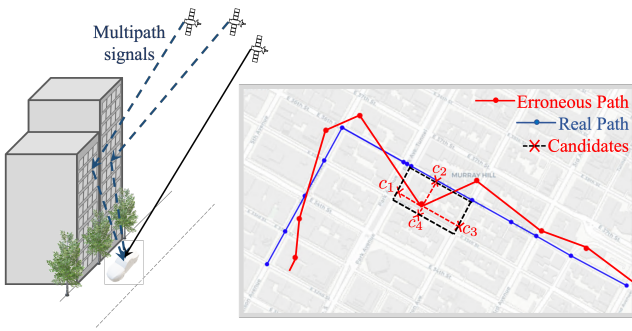 Multipath
signals
Erroneous Path
Real Path
Candidates
MURRAY HILL
c2
c1
c3
c4